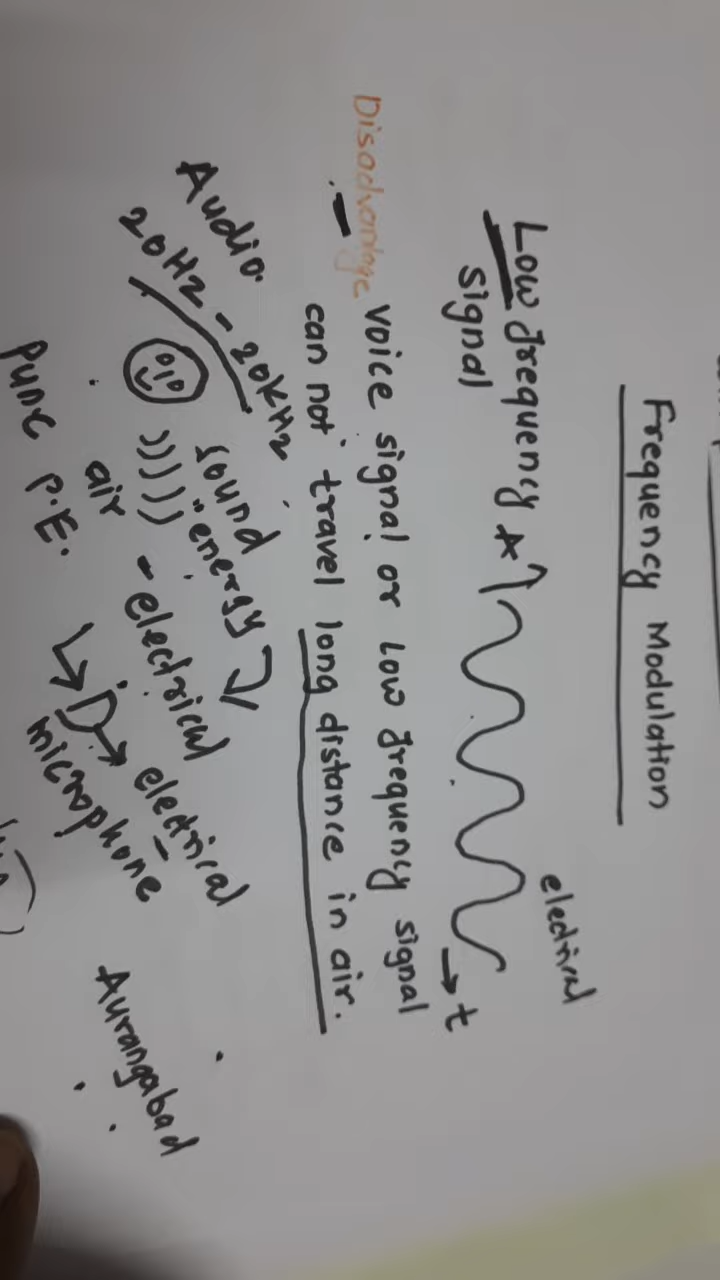 Frequency Modulation
electrical
Low frequency
signal
A
t
Disadvantage
voice signal or Low frequency signal
can not travel long distance in air.
Audio
20Hz - 20KHz
sound
"energy
air - electrical
electrical
microphone
pune P.E.
Aurangabad